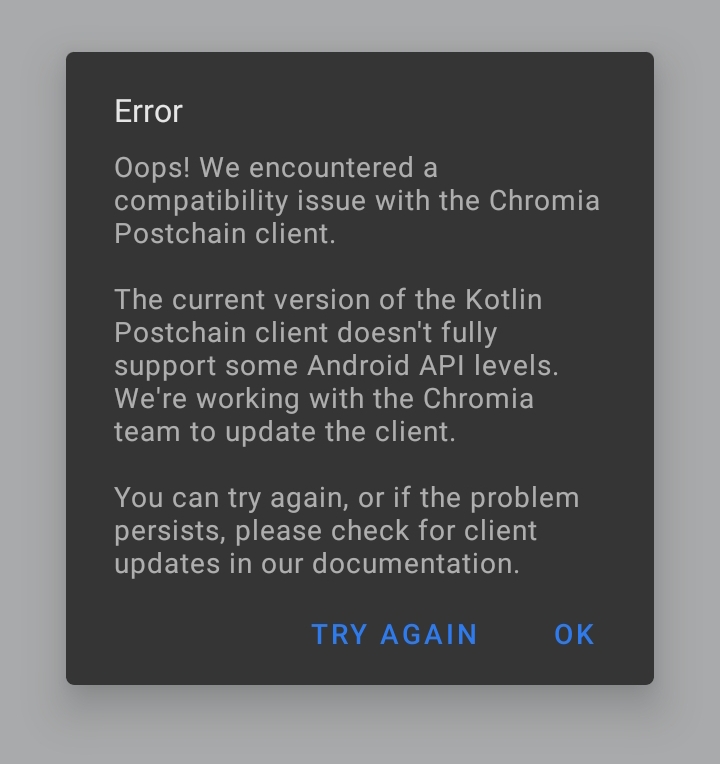 Error
Oops! We encountered a
compatibility issue with the Chromia
Postchain client.
The current version of the Kotlin
Postchain client doesn't fully
support some Android API levels.
We're working with the Chromia
team to update the client.
You can try again, or if the problem
persists, please check for client
updates in our documentation.
TRY AGAIN OK